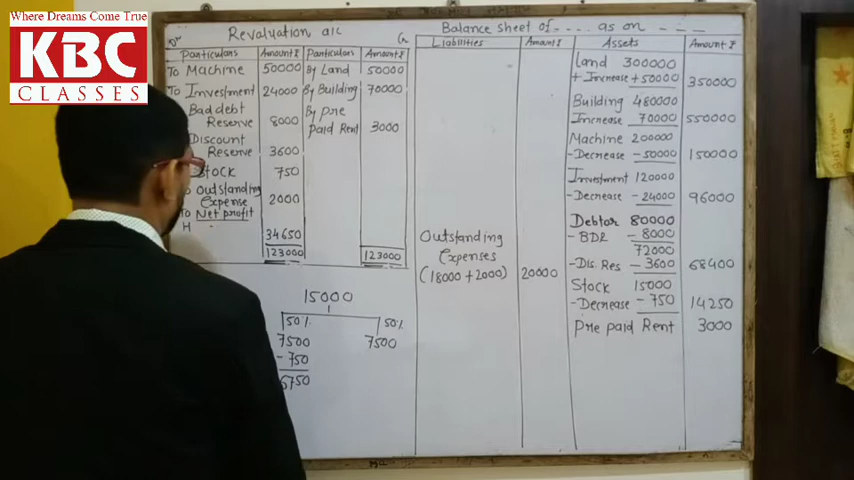 Where Dreams Come True
KBC
CLASSES
Revaluation a/c
Dr
Cr
Particulars Amount ₹ Particulars Amount ₹
To Machine 50000 By Land 50000
To Investment 24000 By Building 70000
Bad debt
Reserve 8000
By pre
paid Rent 3000
Discount
Reserve 3600
Stock 750
To Outstanding
Expense 2000
To Net profit
H
34650
123000 123000
15000
50% 50%
7500 7500
- 750
6750
Balance sheet of - - - - as on - - -
Liabilities Amount ₹ Assets Amount ₹
Outstanding
Expenses
(18000 + 2000) 20000
Land 300000
+ Increase +50000 350000
Building 480000
Increase 70000 550000
Machine 200000
- Decrease - 50000 150000
Investment 120000
- Decrease - 24000 96000
Debtor 80000
- BDR - 8000
72000
- Dis. Res - 3600 68400
Stock 15000
- Decrease - 750 14250
Pre paid Rent 3000